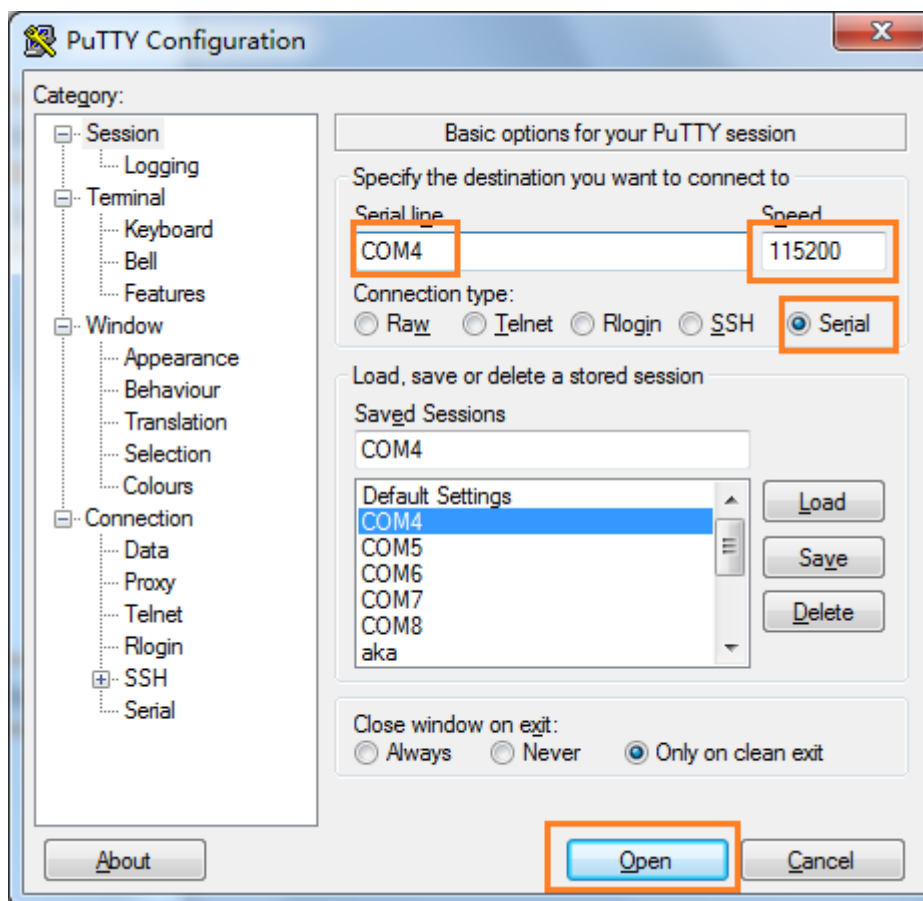 PuTTY Configuration
X
Category:
Session
Logging
Terminal
Keyboard
Bell
Features
Window
Appearance
Behaviour
Translation
Selection
Colours
Connection
Data
Proxy
Telnet
Rlogin
SSH
Serial
About
Basic options for your PuTTY session
Specify the destination you want to connect to
Serial line Speed
COM4 115200
Connection type:
Raw Telnet Rlogin SSH Serial
Load, save or delete a stored session
Saved Sessions
COM4
Default Settings
COM4
COM5
COM6
COM7
COM8
aka
Load
Save
Delete
Close window on exit:
Always Never Only on clean exit
Open Cancel